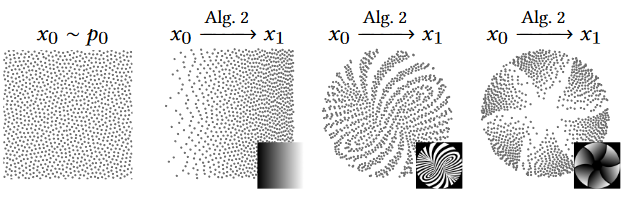 x₀ ~ p₀
Alg. 2
x₀ ⟶ x₁
Alg. 2
x₀ ⟶ x₁
Alg. 2
x₀ ⟶ x₁